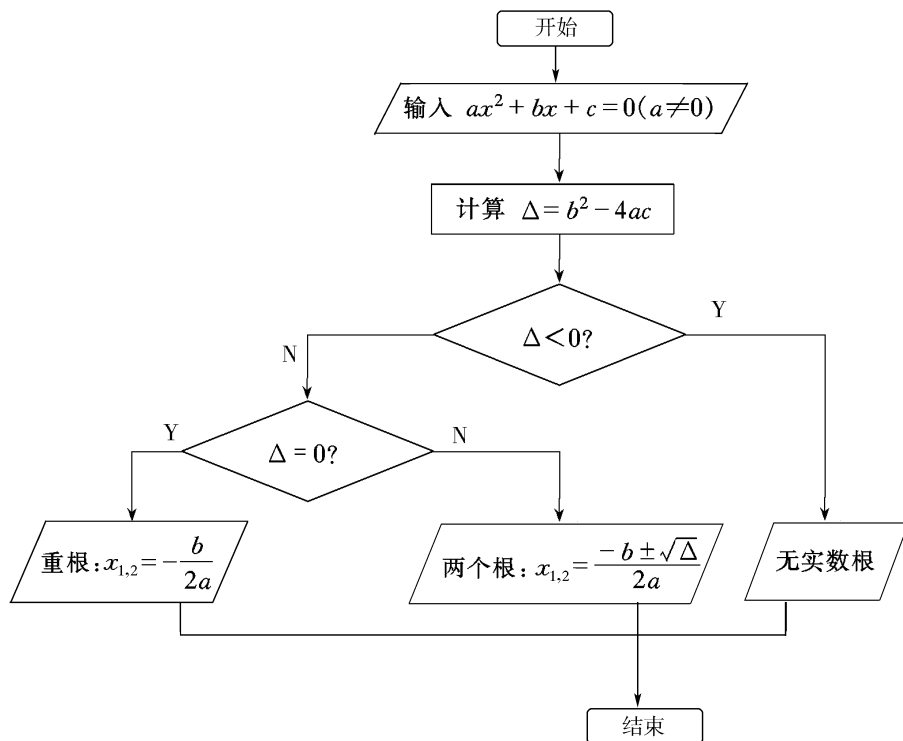 开始
输入 ax² + bx + c = 0(a≠0)
计算 Δ = b² − 4ac
Δ<0?
Y
N
Δ = 0?
Y
N
重根:x₁,₂ = −b/2a
两个根:x₁,₂ = (−b ± √Δ)/2a
无实数根
结束